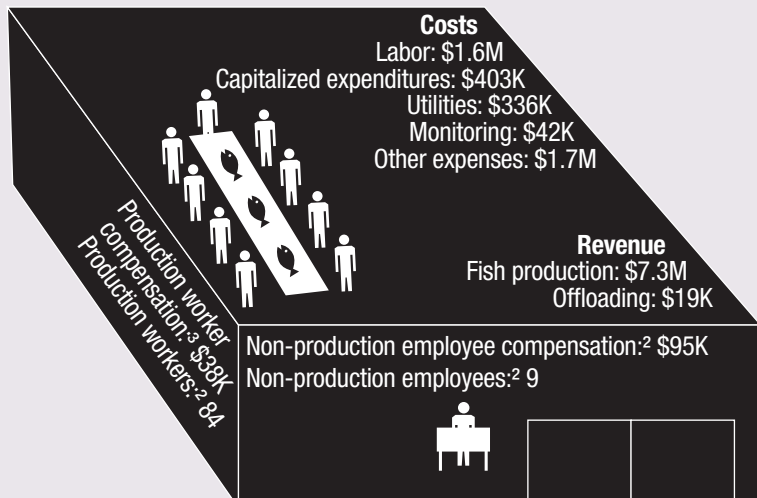 Costs
Labor: $1.6M
Capitalized expenditures: $403K
Utilities: $336K
Monitoring: $42K
Other expenses: $1.7M
Revenue
Fish production: $7.3M
Offloading: $19K
Production worker
compensation:³ $38K
Production workers:² 84
Non-production employee compensation:² $95K
Non-production employees:² 9